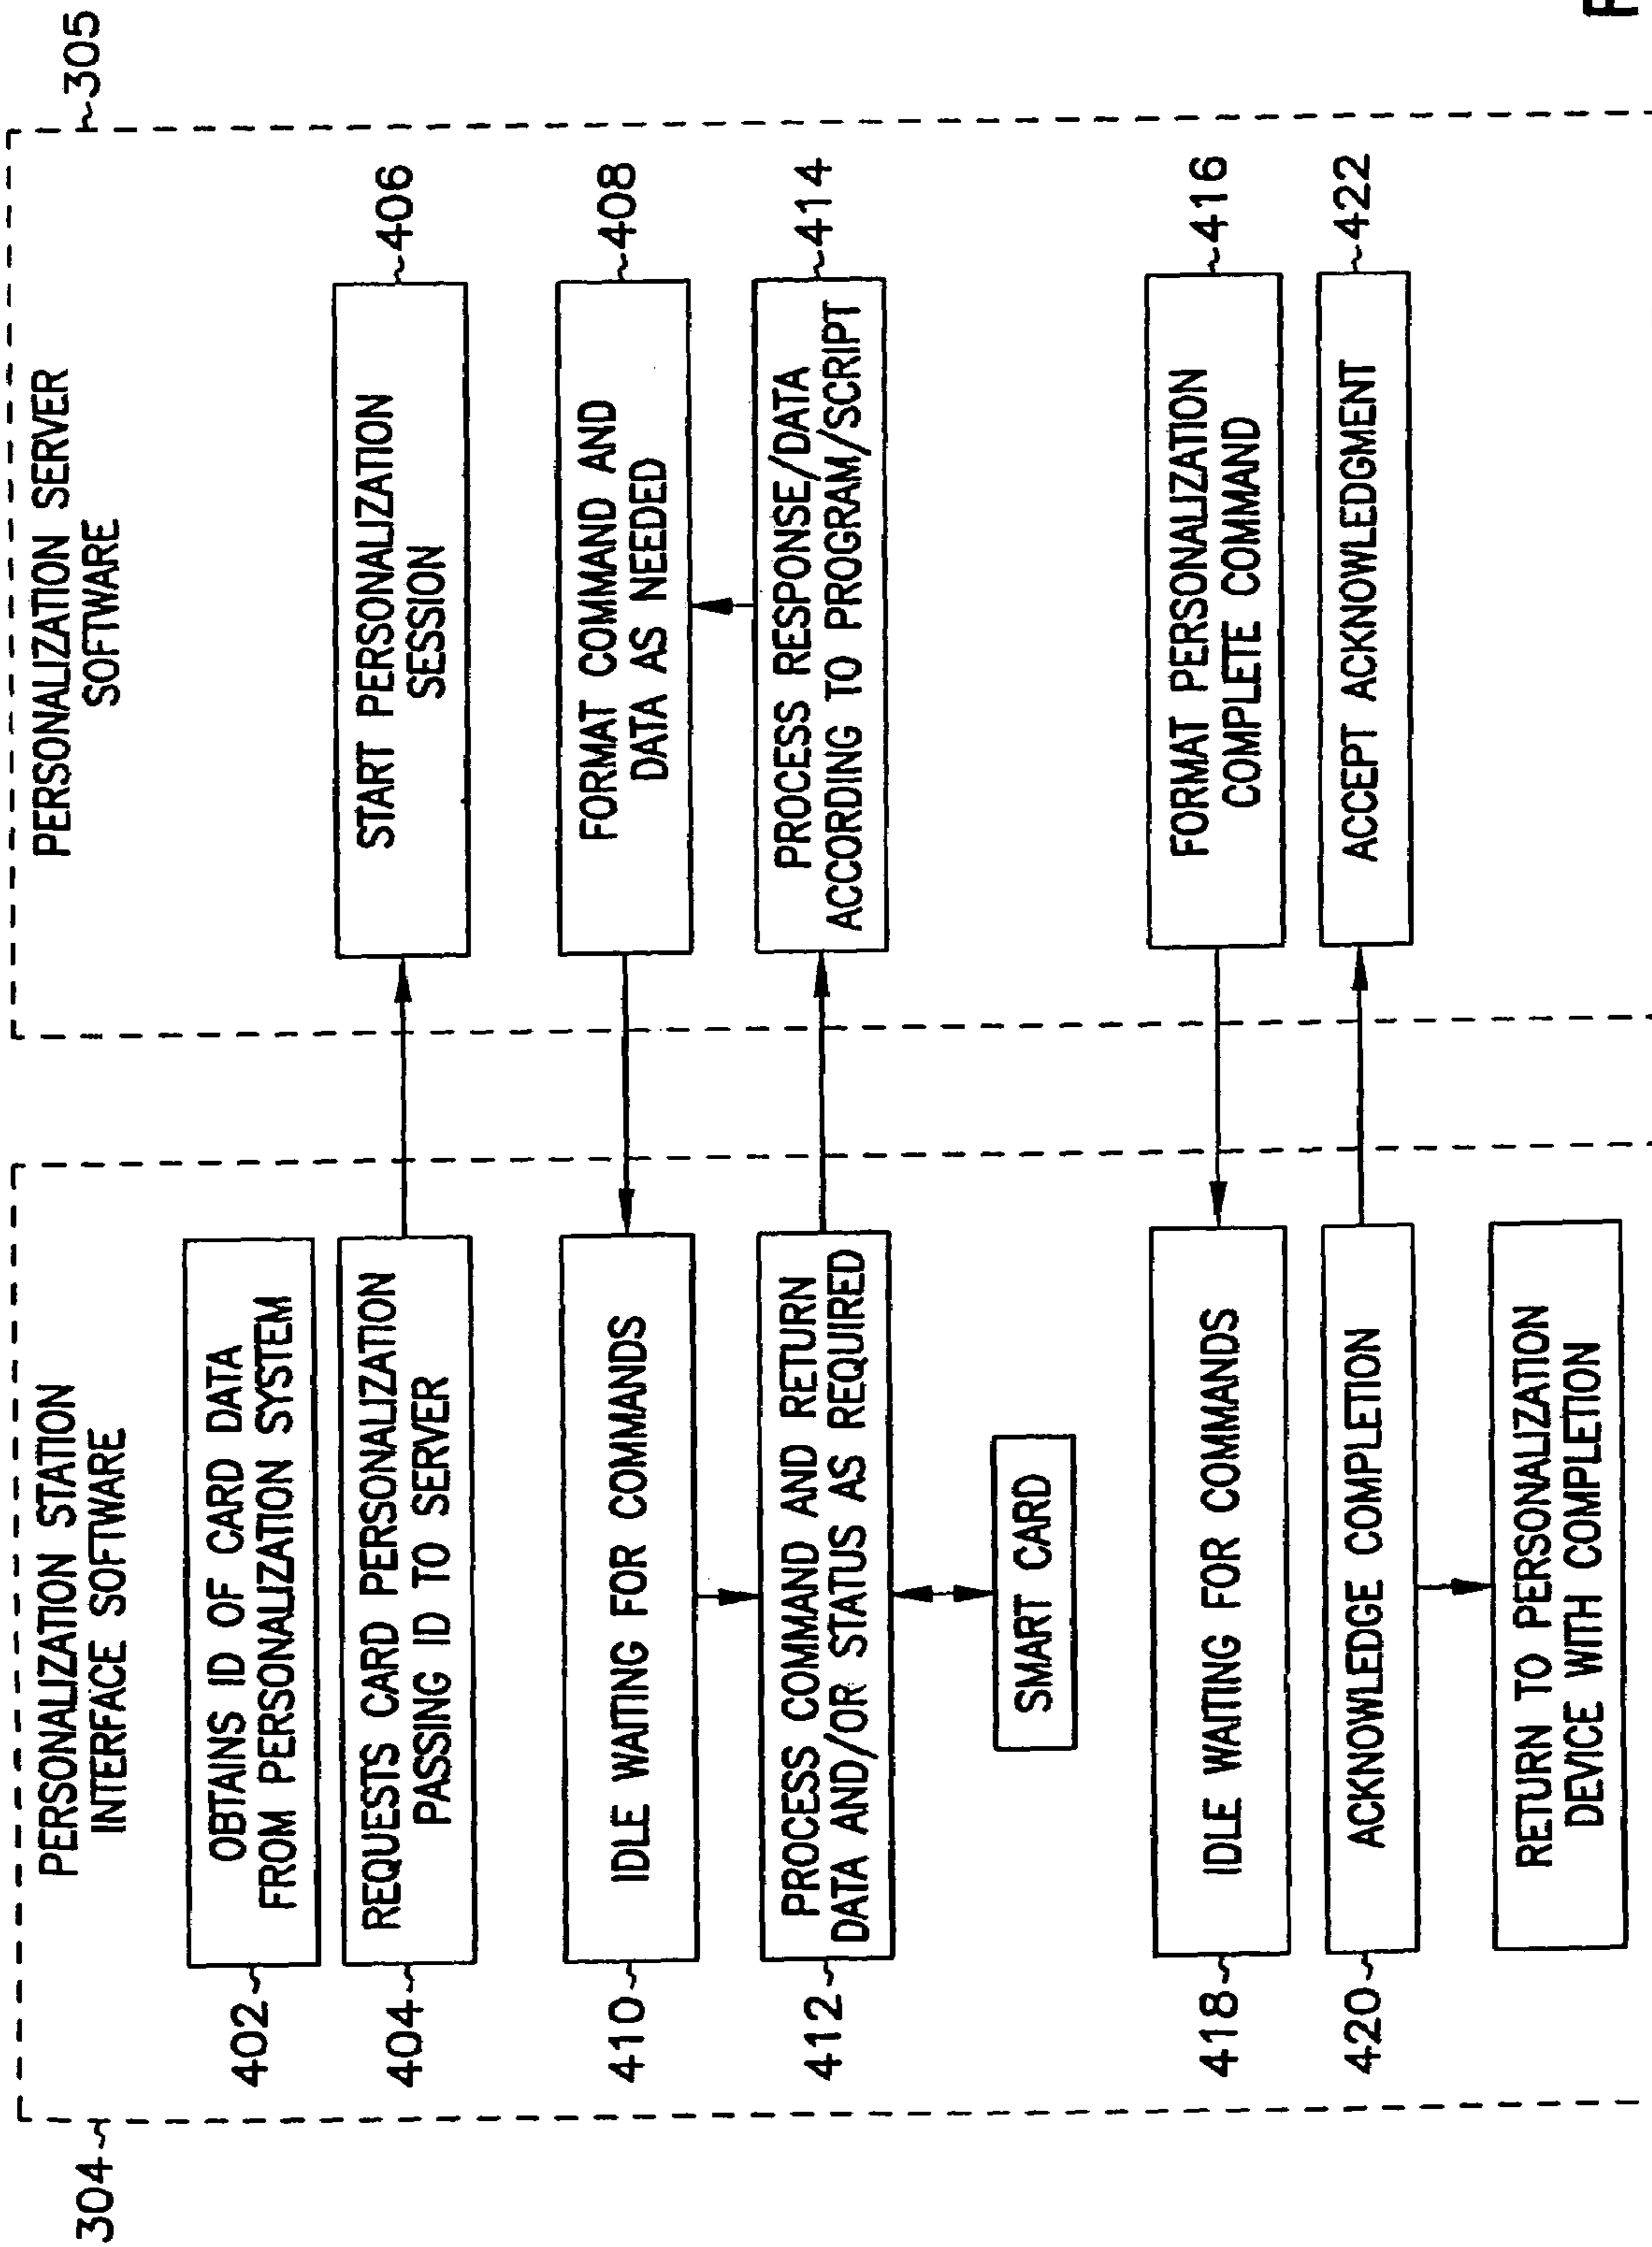 304
PERSONALIZATION STATION
INTERFACE SOFTWARE
402
OBTAINS ID OF CARD DATA
FROM PERSONALIZATION SYSTEM
404
REQUESTS CARD PERSONALIZATION
PASSING ID TO SERVER
410
IDLE WAITING FOR COMMANDS
412
PROCESS COMMAND AND RETURN
DATA AND/OR STATUS AS REQUIRED
SMART CARD
418
IDLE WAITING FOR COMMANDS
420
ACKNOWLEDGE COMPLETION
RETURN TO PERSONALIZATION
DEVICE WITH COMPLETION
305
PERSONALIZATION SERVER
SOFTWARE
START PERSONALIZATION
SESSION
406
FORMAT COMMAND AND
DATA AS NEEDED
408
PROCESS RESPONSE/DATA
ACCORDING TO PROGRAM/SCRIPT
414
FORMAT PERSONALIZATION
COMPLETE COMMAND
416
ACCEPT ACKNOWLEDGMENT
422